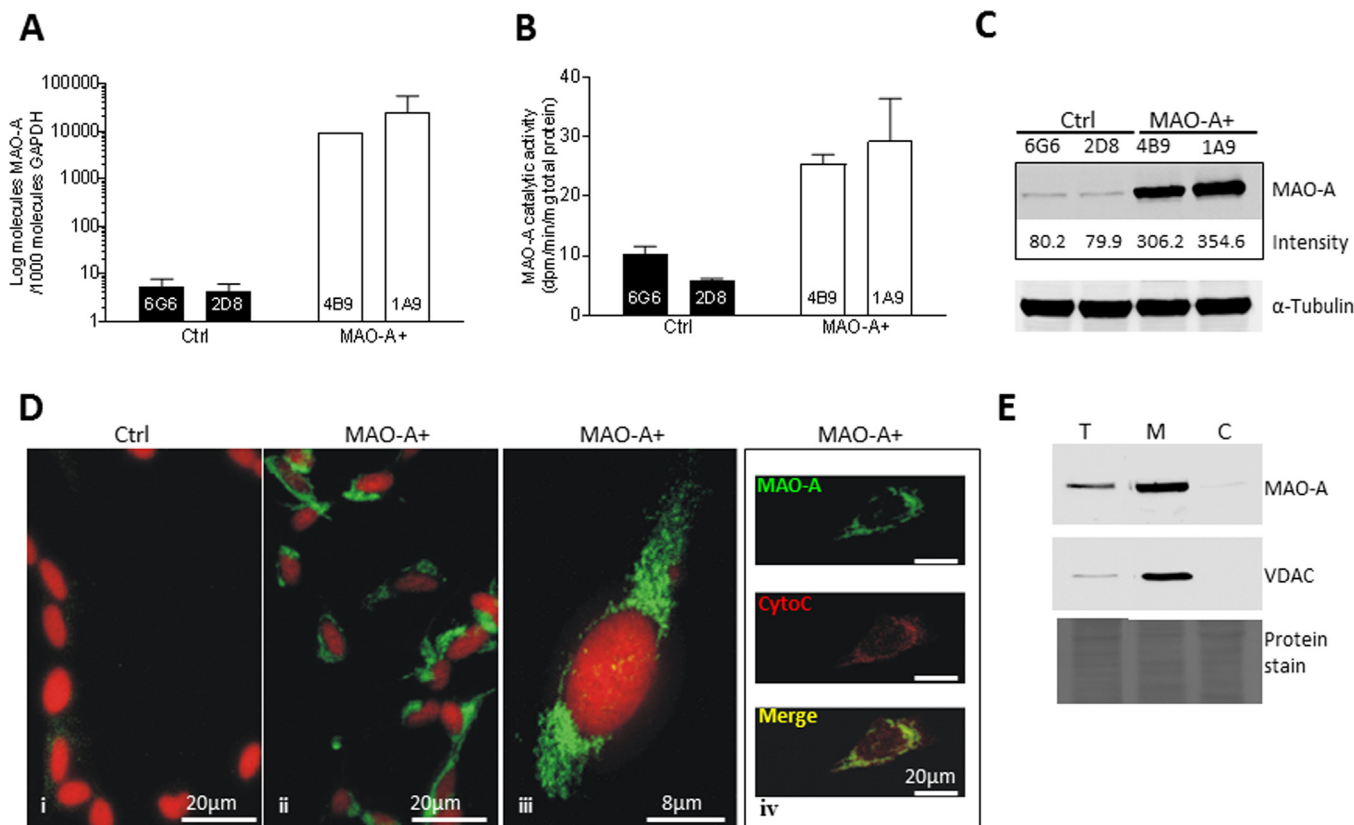 A
Log molecules MAO-A
/1000 molecules GAPDH
100000
10000
1000
100
10
1
6G6
2D8
4B9
1A9
Ctrl
MAO-A+
B
MAO-A catalytic activity
(dpm/min/mg total protein)
40
30
20
10
0
6G6
2D8
4B9
1A9
Ctrl
MAO-A+
C
Ctrl MAO-A+
6G6 2D8 4B9 1A9
MAO-A
80.2 79.9 306.2 354.6 Intensity
α-Tubulin
D
Ctrl
MAO-A+
MAO-A+
MAO-A+
i
20µm
ii
20µm
iii
8µm
MAO-A
CytoC
Merge
20µm
iv
E
T M C
MAO-A
VDAC
Protein
stain